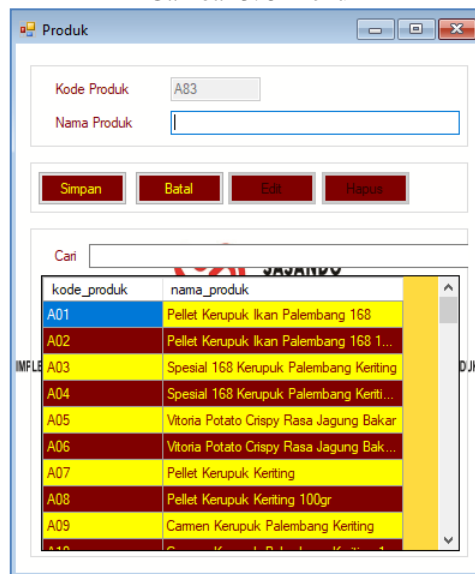 Produk
Kode Produk A83
Nama Produk
Simpan Batal Edit Hapus
Cari
JAJANDO
kode_produk nama_produk
A01 Pellet Kerupuk Ikan Palembang 168
A02 Pellet Kerupuk Ikan Palembang 168 1...
A03 Spesial 168 Kerupuk Palembang Keriting
A04 Spesial 168 Kerupuk Palembang Keriti...
A05 Vitoria Potato Crispy Rasa Jagung Bakar
A06 Vitoria Potato Crispy Rasa Jagung Bak...
A07 Pellet Kerupuk Keriting
A08 Pellet Kerupuk Keriting 100gr
A09 Carmen Kerupuk Palembang Keriting